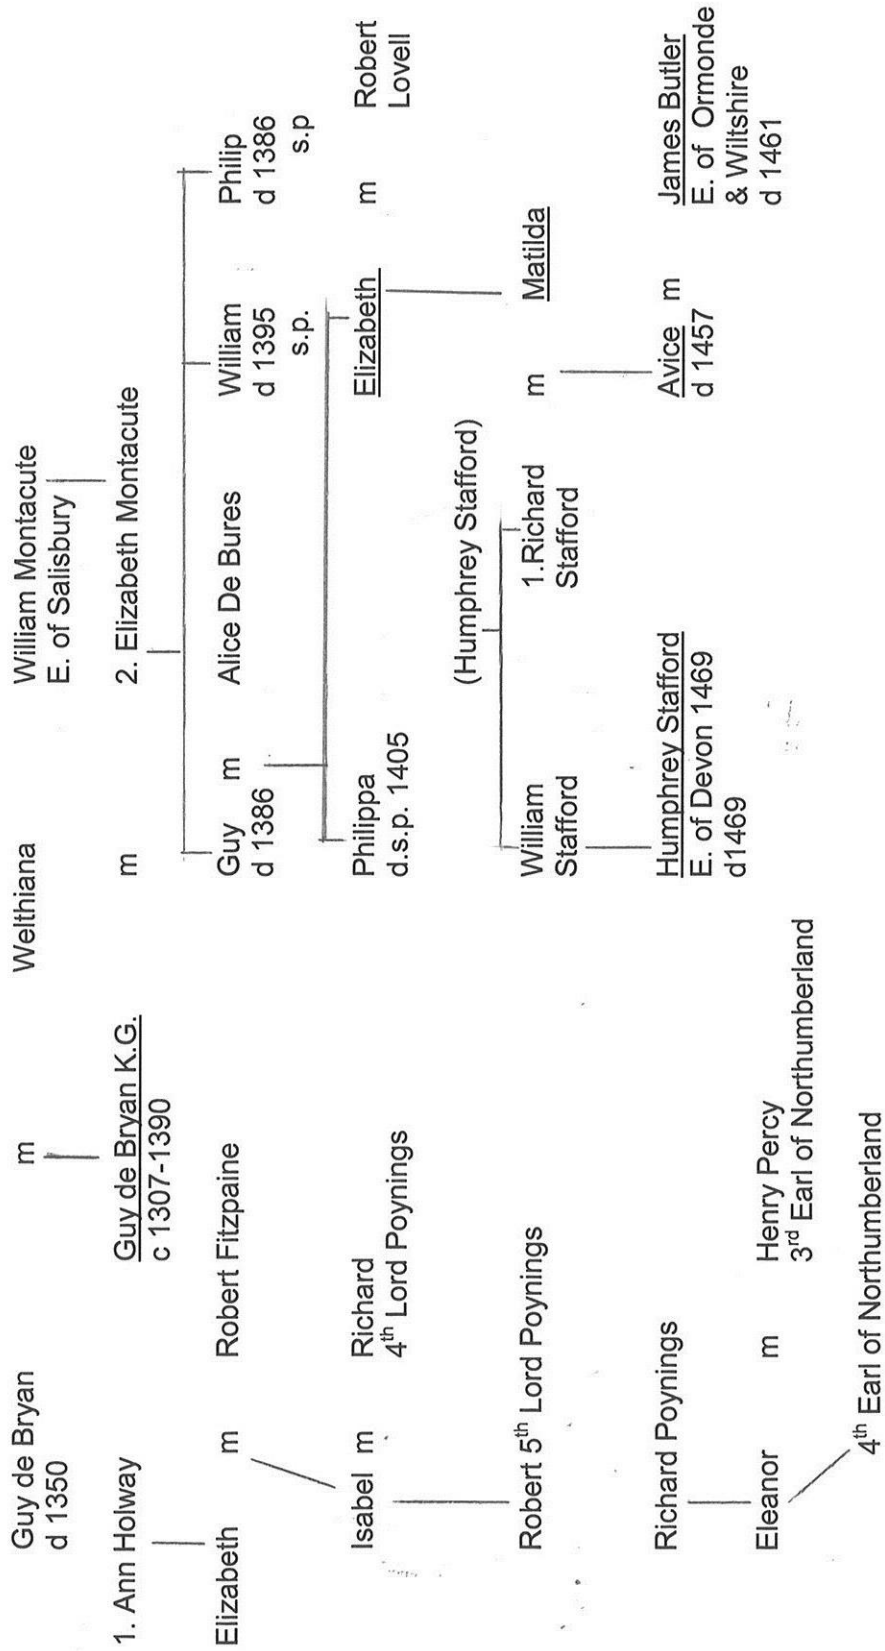 Guy de Bryan m Welthiana William Montacute
d 1350 E. of Salisbury
1. Ann Holway Guy de Bryan K.G. m 2. Elizabeth Montacute
c 1307-1390
Elizabeth m Robert Fitzpaine Guy m Alice De Bures William Philip
d 1386 d 1395 d 1386
s.p. s.p
Isabel m Richard Philippa Elizabeth m Robert
4th Lord Poynings d.s.p. 1405 Lovell
(Humphrey Stafford)
Robert 5th Lord Poynings William 1.Richard m Matilda
Stafford Stafford
Richard Poynings Humphrey Stafford Avice m James Butler
E. of Devon 1469 d 1457 E. of Ormonde
d1469 & Wiltshire
Eleanor m Henry Percy d 1461
3rd Earl of Northumberland
4th Earl of Northumberland